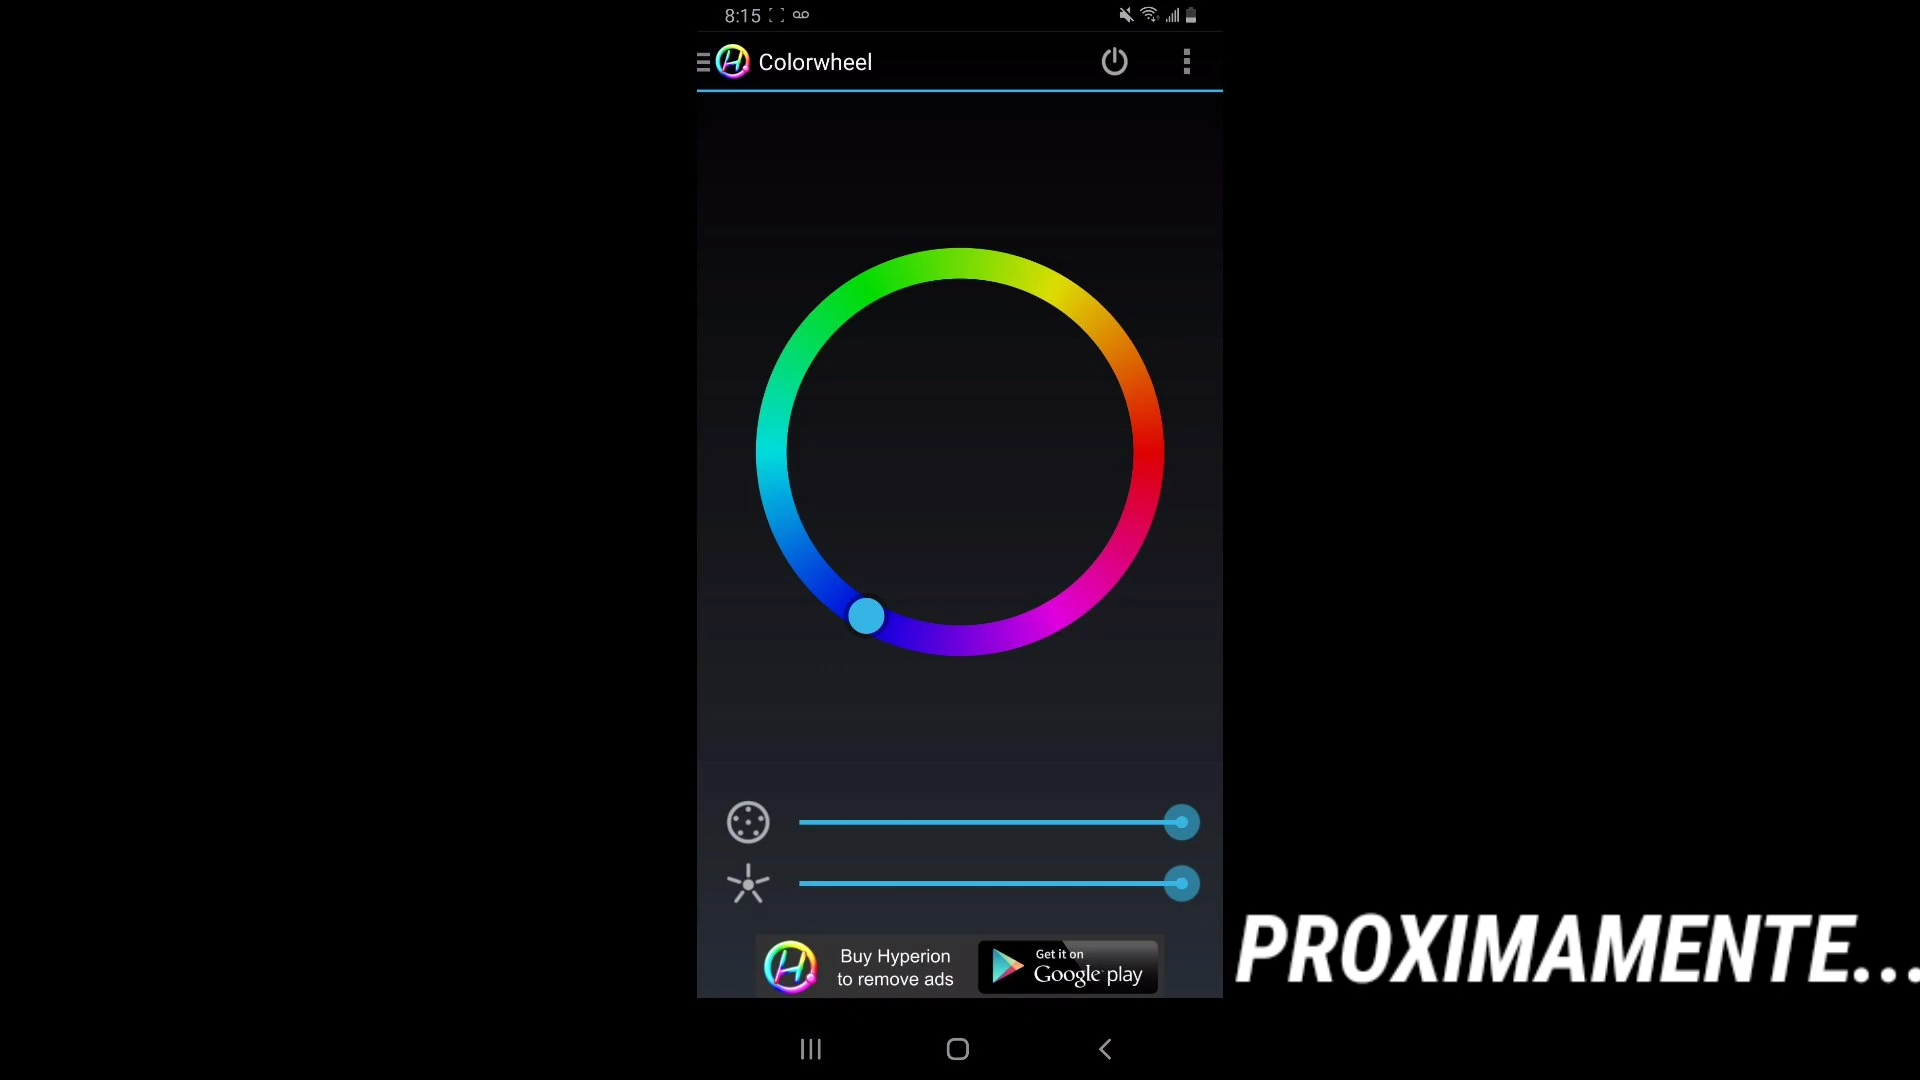 8:15
Colorwheel
Buy Hyperion
to remove ads
Get it on
Google play
PROXIMAMENTE...